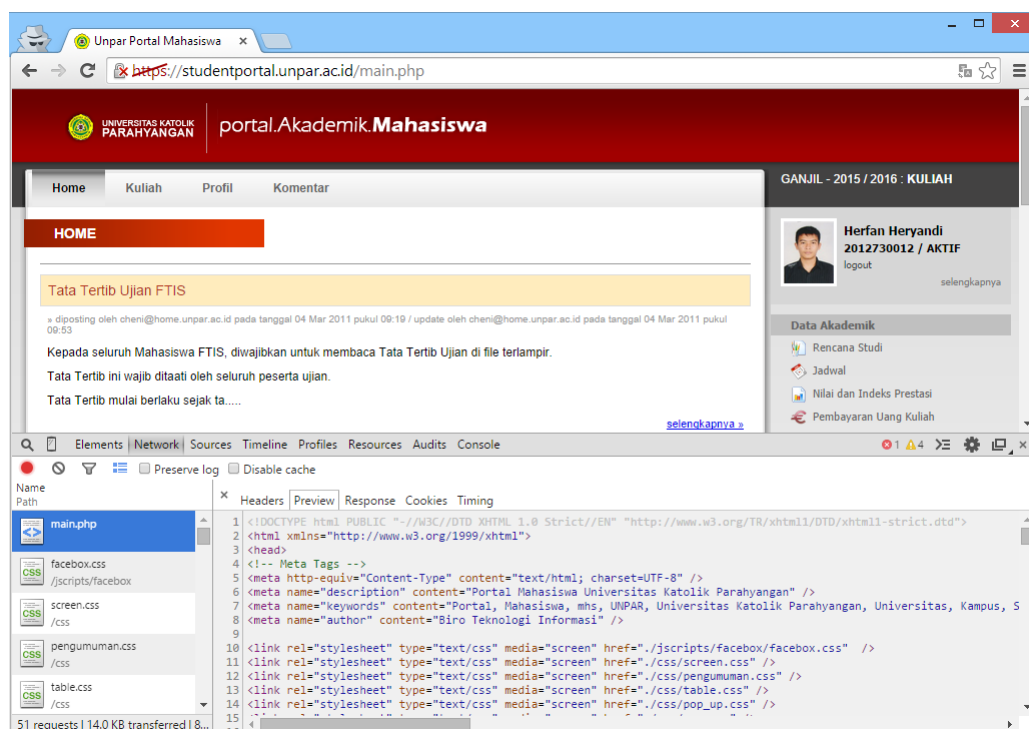 Unpar Portal Mahasiswa
https://studentportal.unpar.ac.id/main.php
UNIVERSITAS KATOLIK
PARAHYANGAN
portal.Akademik.Mahasiswa
Home Kuliah Profil Komentar
GANJIL - 2015 / 2016 : KULIAH
HOME
Herfan Heryandi
2012730012 / AKTIF
logout
selengkapnya
Tata Tertib Ujian FTIS
» diposting oleh cheni@home.unpar.ac.id pada tanggal 04 Mar 2011 pukul 09:19 / update oleh cheni@home.unpar.ac.id pada tanggal 04 Mar 2011 pukul
09:53
Kepada seluruh Mahasiswa FTIS, diwajibkan untuk membaca Tata Tertib Ujian di file terlampir.
Tata Tertib ini wajib ditaati oleh seluruh peserta ujian.
Tata Tertib mulai berlaku sejak ta.....
selengkapnya »
Data Akademik
Rencana Studi
Jadwal
Nilai dan Indeks Prestasi
Pembayaran Uang Kuliah
Elements Network Sources Timeline Profiles Resources Audits Console
1 4
Preserve log Disable cache
Name
Path
Headers Preview Response Cookies Timing
main.php
facebox.css
/jscripts/facebox
screen.css
/css
pengumuman.css
/css
table.css
/css
51 requests | 14.0 KB transferred | 8...
1 <!DOCTYPE html PUBLIC "-//W3C//DTD XHTML 1.0 Strict//EN" "http://www.w3.org/TR/xhtml1/DTD/xhtml1-strict.dtd">
2 <html xmlns="http://www.w3.org/1999/xhtml">
3 <head>
4 <!-- Meta Tags -->
5 <meta http-equiv="Content-Type" content="text/html; charset=UTF-8" />
6 <meta name="description" content="Portal Mahasiswa Universitas Katolik Parahyangan" />
7 <meta name="keywords" content="Portal, Mahasiswa, mhs, UNPAR, Universitas Katolik Parahyangan, Universitas, Kampus, S
8 <meta name="author" content="Biro Teknologi Informasi" />
9
10 <link rel="stylesheet" type="text/css" media="screen" href="./jscripts/facebox/facebox.css" />
11 <link rel="stylesheet" type="text/css" media="screen" href="./css/screen.css" />
12 <link rel="stylesheet" type="text/css" media="screen" href="./css/pengumuman.css" />
13 <link rel="stylesheet" type="text/css" media="screen" href="./css/table.css" />
14 <link rel="stylesheet" type="text/css" media="screen" href="./css/pop_up.css" />
15